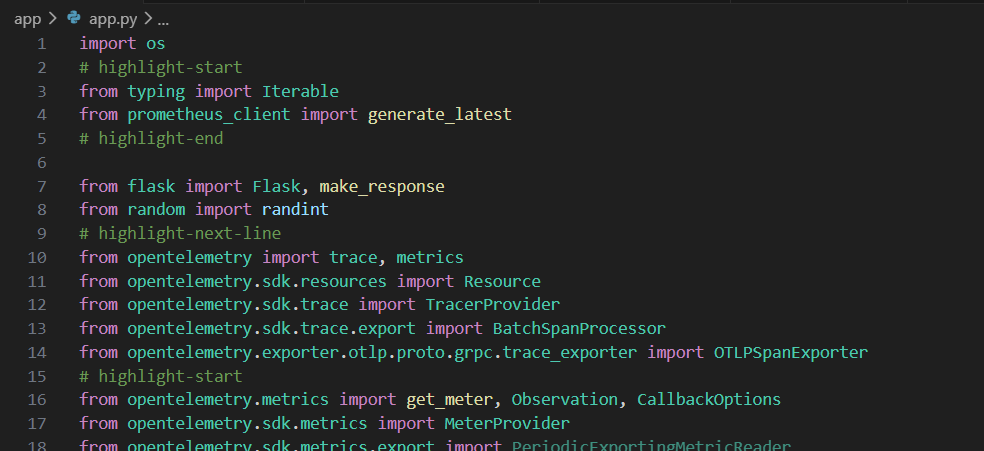 app > app.py > ...
1 import os
2 # highlight-start
3 from typing import Iterable
4 from prometheus_client import generate_latest
5 # highlight-end
6
7 from flask import Flask, make_response
8 from random import randint
9 # highlight-next-line
10 from opentelemetry import trace, metrics
11 from opentelemetry.sdk.resources import Resource
12 from opentelemetry.sdk.trace import TracerProvider
13 from opentelemetry.sdk.trace.export import BatchSpanProcessor
14 from opentelemetry.exporter.otlp.proto.grpc.trace_exporter import OTLPSpanExporter
15 # highlight-start
16 from opentelemetry.metrics import get_meter, Observation, CallbackOptions
17 from opentelemetry.sdk.metrics import MeterProvider
18 from opentelemetry.sdk.metrics.export import PeriodicExportingMetricReader